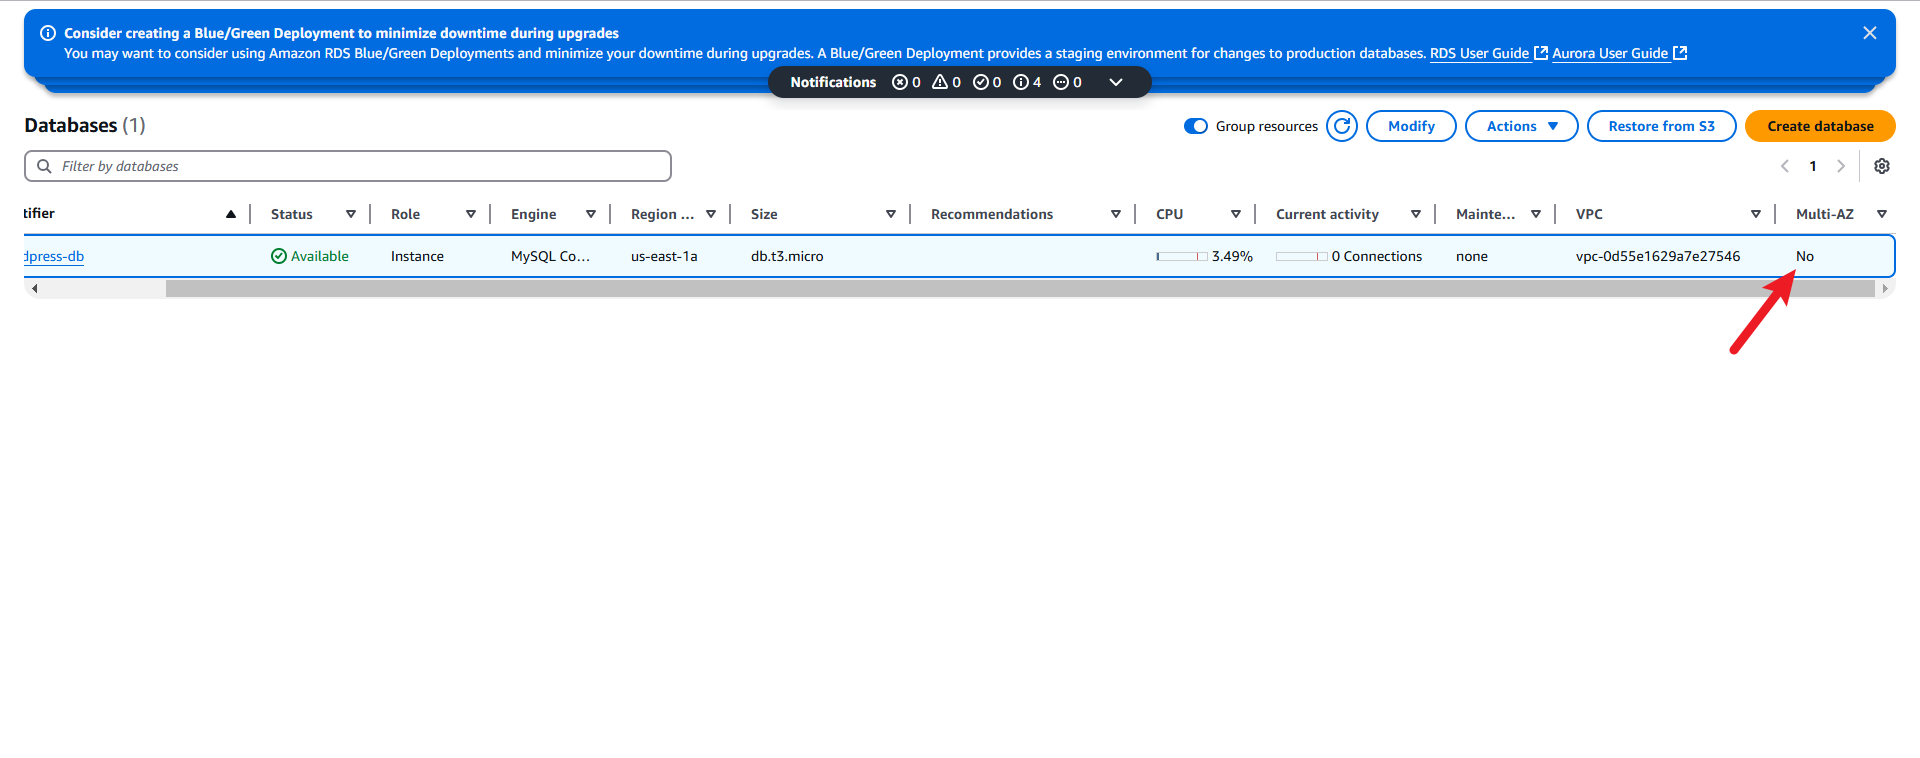 Consider creating a Blue/Green Deployment to minimize downtime during upgrades
You may want to consider using Amazon RDS Blue/Green Deployments and minimize your downtime during upgrades. A Blue/Green Deployment provides a staging environment for changes to production databases. RDS User Guide Aurora User Guide
Notifications 0 0 0 4 0
Databases (1)
Group resources Modify Actions Restore from S3 Create database
Filter by databases
1
tifier Status Role Engine Region ... Size Recommendations CPU Current activity Mainte... VPC Multi-AZ
dpress-db Available Instance MySQL Co... us-east-1a db.t3.micro 3.49% 0 Connections none vpc-0d55e1629a7e27546 No